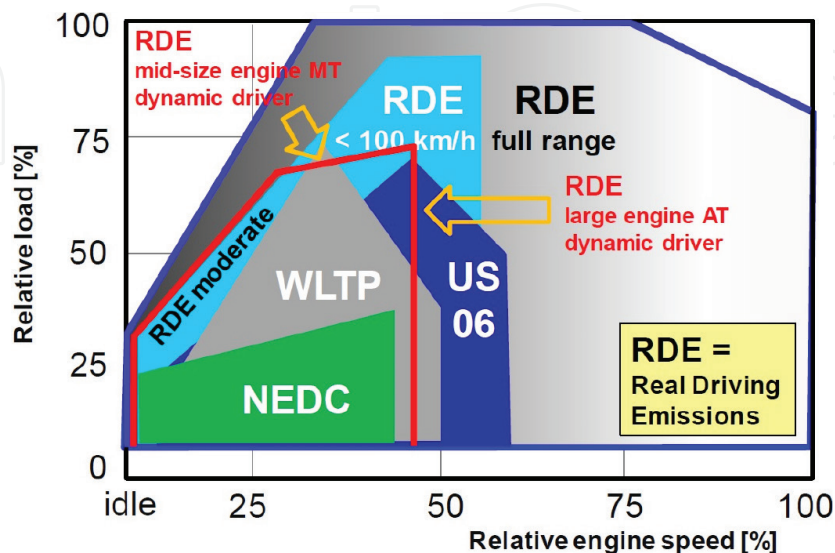 100
RDE
mid-size engine MT
dynamic driver
RDE
< 100 km/h
RDE
full range
75
RDE
large engine AT
dynamic driver
Relative load [%]
50
RDE moderate
WLTP
US
06
25
NEDC
RDE =
Real Driving
Emissions
0
idle
25
50
75
100
Relative engine speed [%]